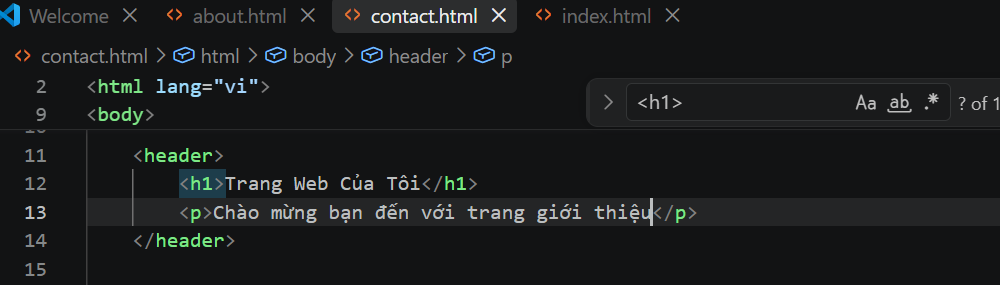 Welcome about.html contact.html index.html
contact.html html body header p
2 <html lang="vi">
<h1> Aa ab .* ? of 1
9 <body>
11 <header>
12 <h1>Trang Web Của Tôi</h1>
13 <p>Chào mừng bạn đến với trang giới thiệu</p>
14 </header>
15